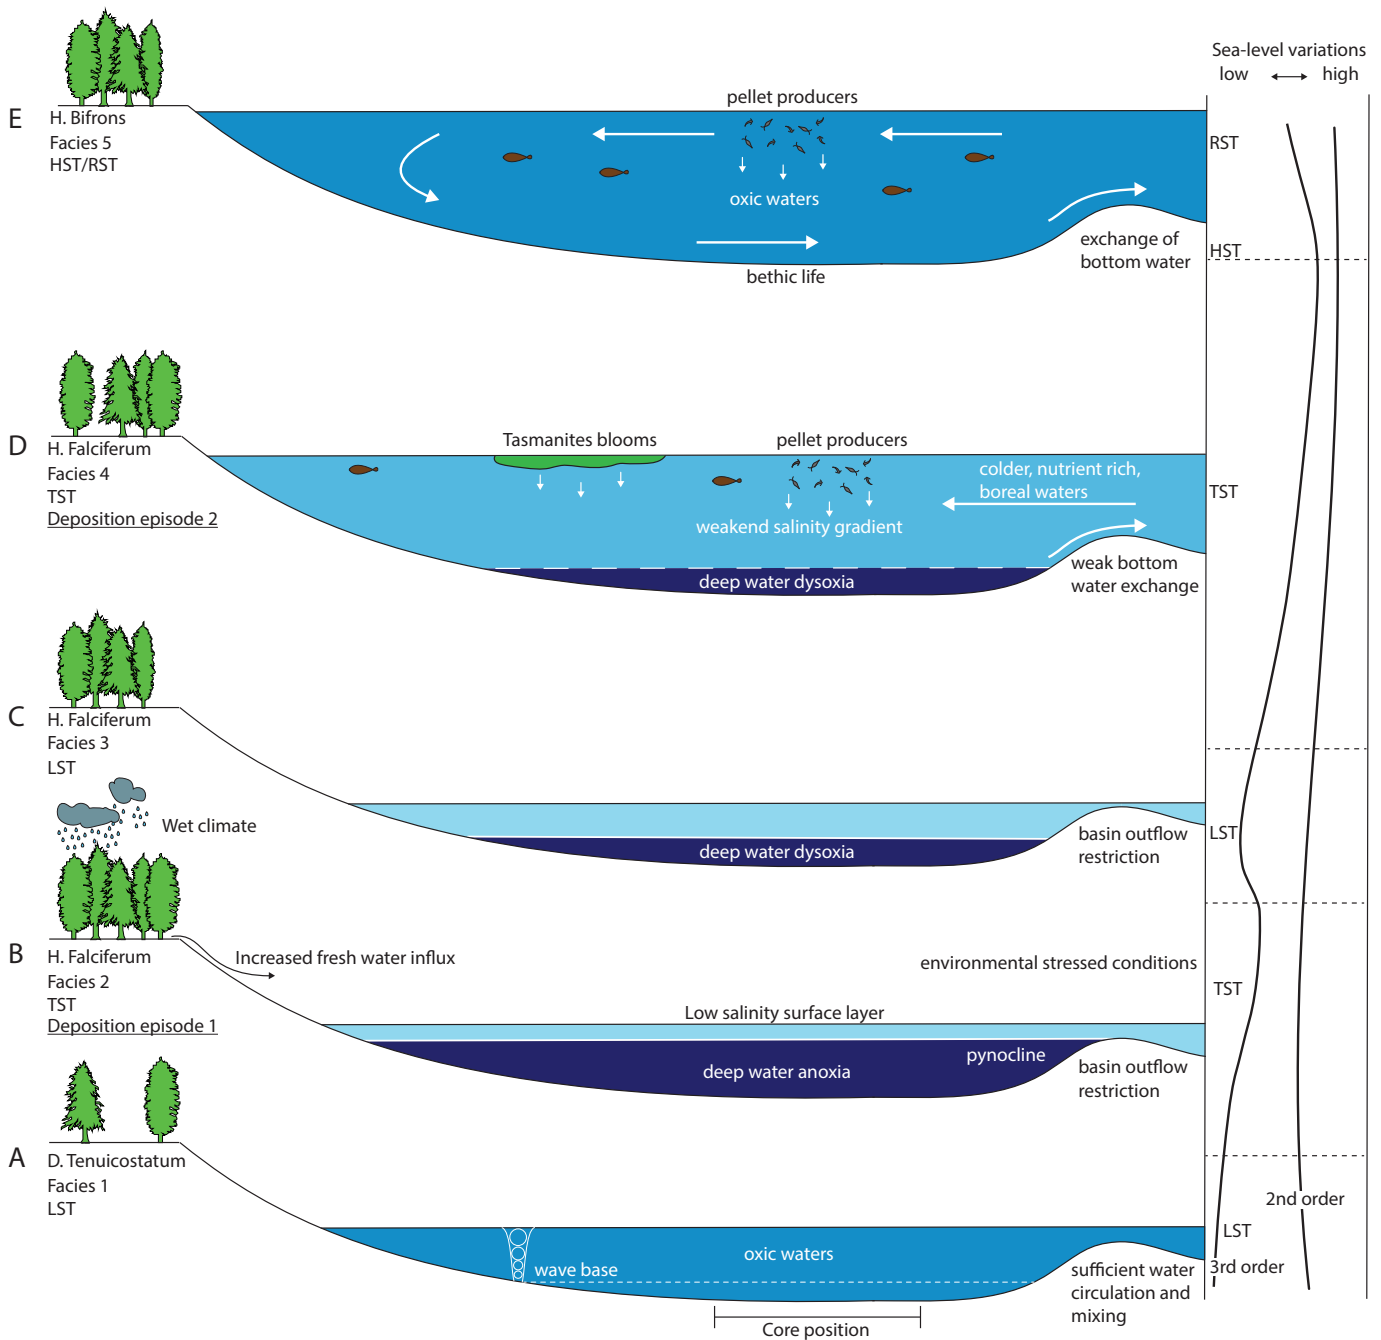 Sea-level variations
low high
E
H. Bifrons
Facies 5
HST/RST
pellet producers
oxic waters
exchange of
bottom water
bethic life
RST
HST
D
H. Falciferum
Facies 4
TST
Deposition episode 2
Tasmanites blooms
pellet producers
colder, nutrient rich,
boreal waters
weakend salinity gradient
deep water dysoxia
weak bottom
water exchange
TST
C
H. Falciferum
Facies 3
LST
deep water dysoxia
basin outflow
restriction
LST
Wet climate
B
H. Falciferum
Facies 2
TST
Deposition episode 1
Increased fresh water influx
environmental stressed conditions
Low salinity surface layer
pynocline
deep water anoxia
basin outflow
restriction
TST
A
D. Tenuicostatum
Facies 1
LST
oxic waters
wave base
sufficient water
circulation and
mixing
Core position
2nd order
LST
3rd order